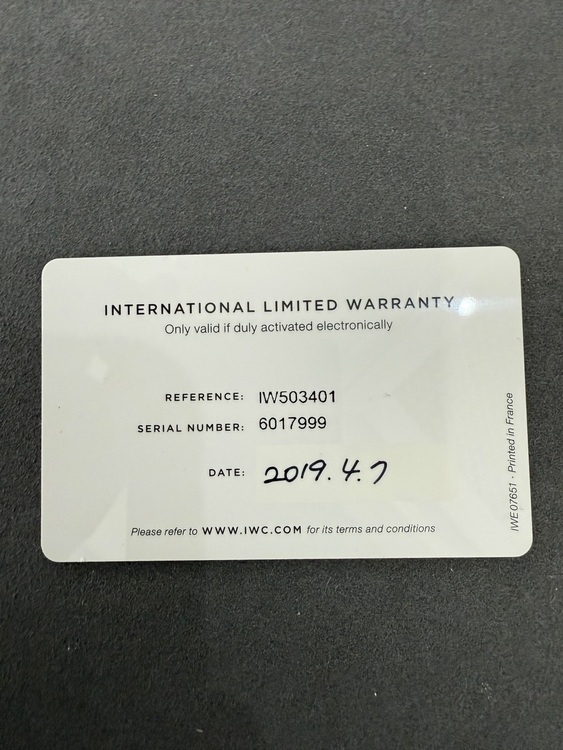 INTERNATIONAL LIMITED WARRANTY
Only valid if duly activated electronically
REFERENCE: IW503401
SERIAL NUMBER: 6017999
DATE: 2019.4.7
Please refer to WWW.IWC.COM for its terms and conditions
IWE07651 · Printed in France